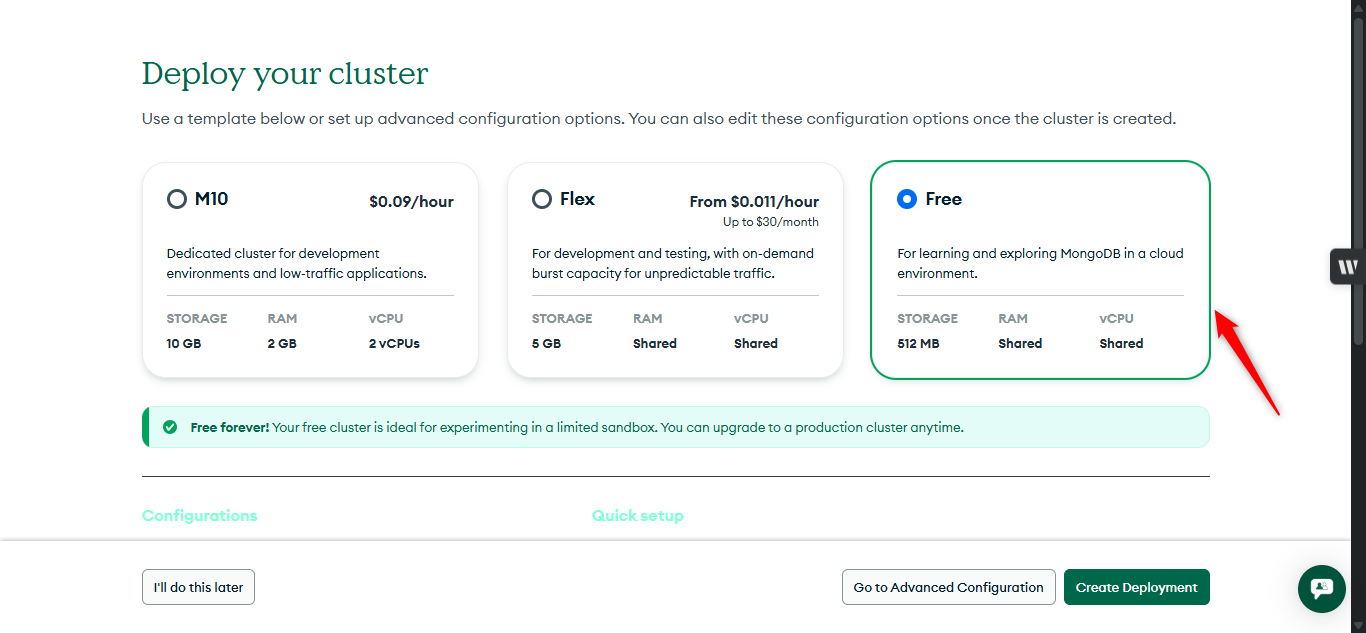 Deploy your cluster
Use a template below or set up advanced configuration options. You can also edit these configuration options once the cluster is created.
M10
$0.09/hour
Dedicated cluster for development
environments and low-traffic applications.
STORAGE RAM vCPU
10 GB 2 GB 2 vCPUs
Flex
From $0.011/hour
Up to $30/month
For development and testing, with on-demand
burst capacity for unpredictable traffic.
STORAGE RAM vCPU
5 GB Shared Shared
Free
For learning and exploring MongoDB in a cloud
environment.
STORAGE RAM vCPU
512 MB Shared Shared
Free forever! Your free cluster is ideal for experimenting in a limited sandbox. You can upgrade to a production cluster anytime.
Configurations
Quick setup
I'll do this later
Go to Advanced Configuration
Create Deployment